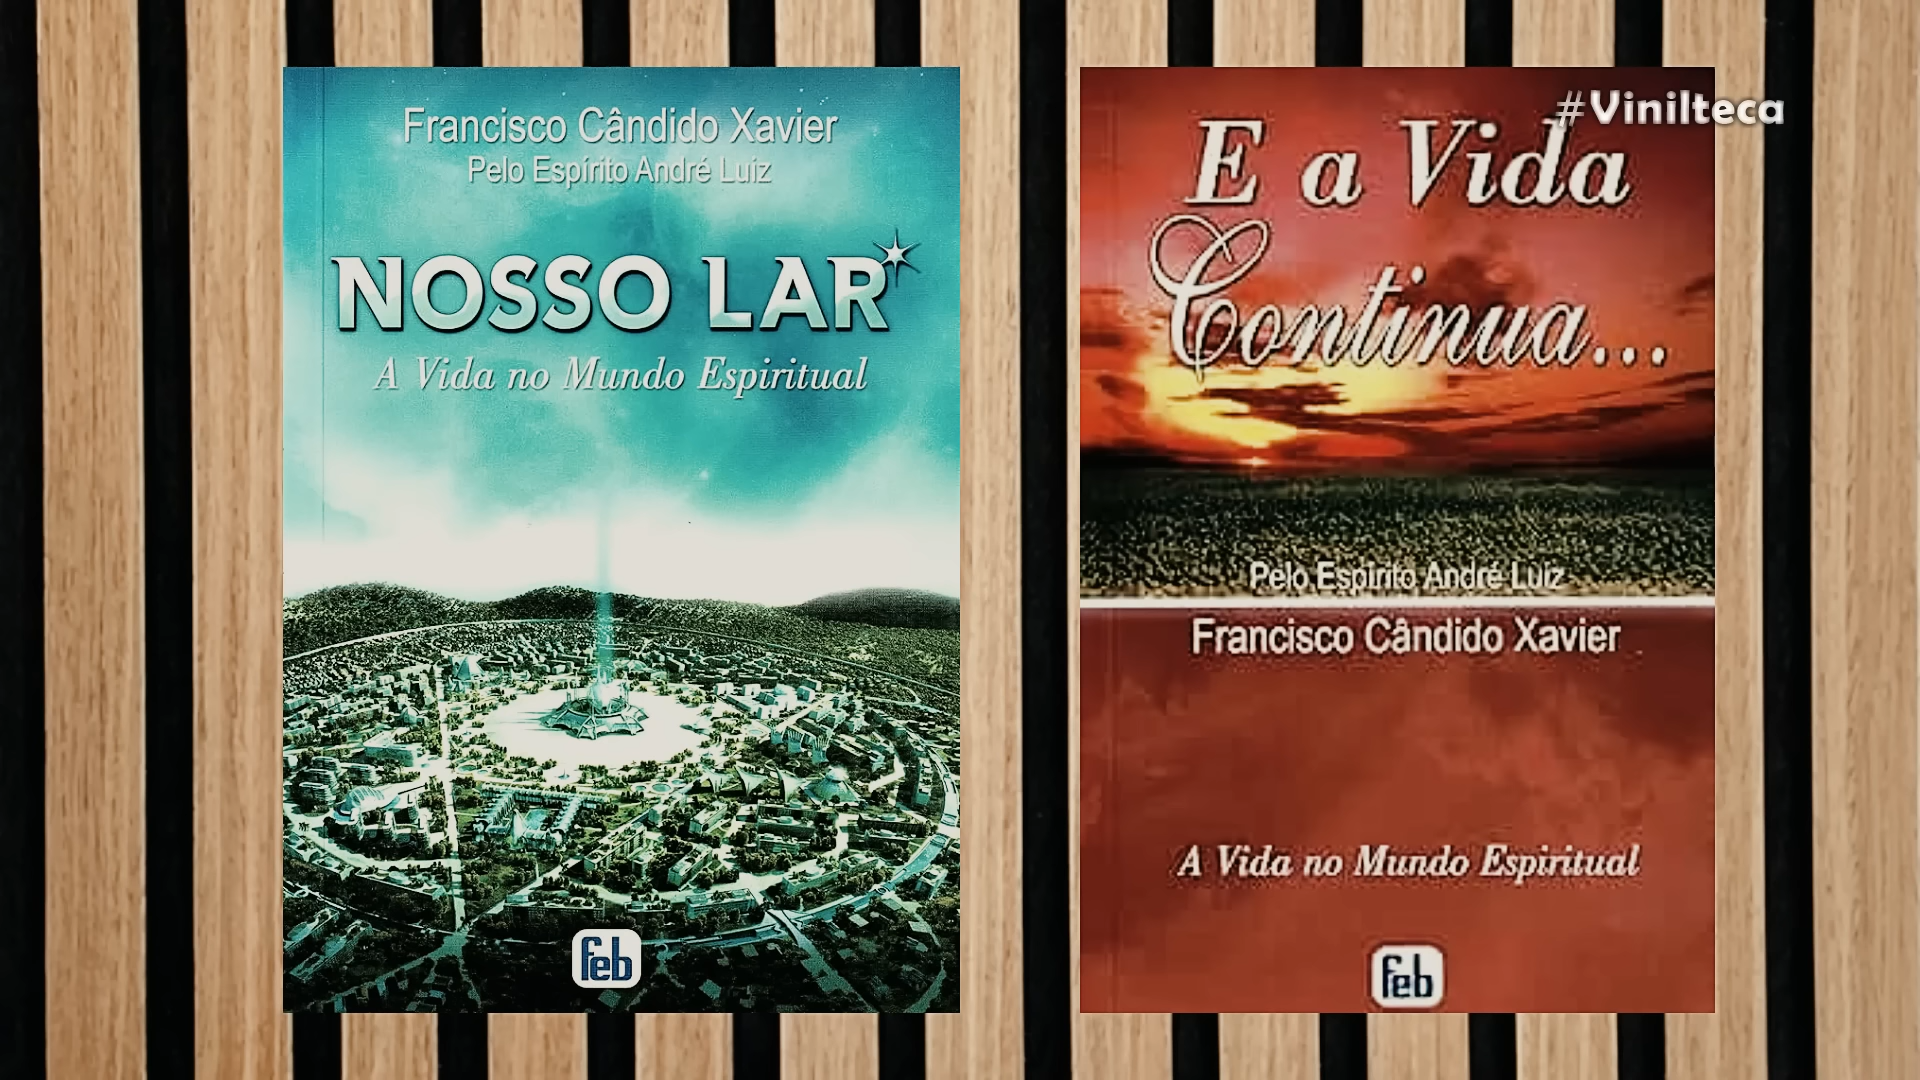 Francisco Cândido Xavier
Pelo Espírito André Luiz
NOSSO LAR
A Vida no Mundo Espiritual
feb
#Vinilteca
E a Vida
Continua...
Pelo Espírito André Luiz
Francisco Cândido Xavier
A Vida no Mundo Espiritual
feb